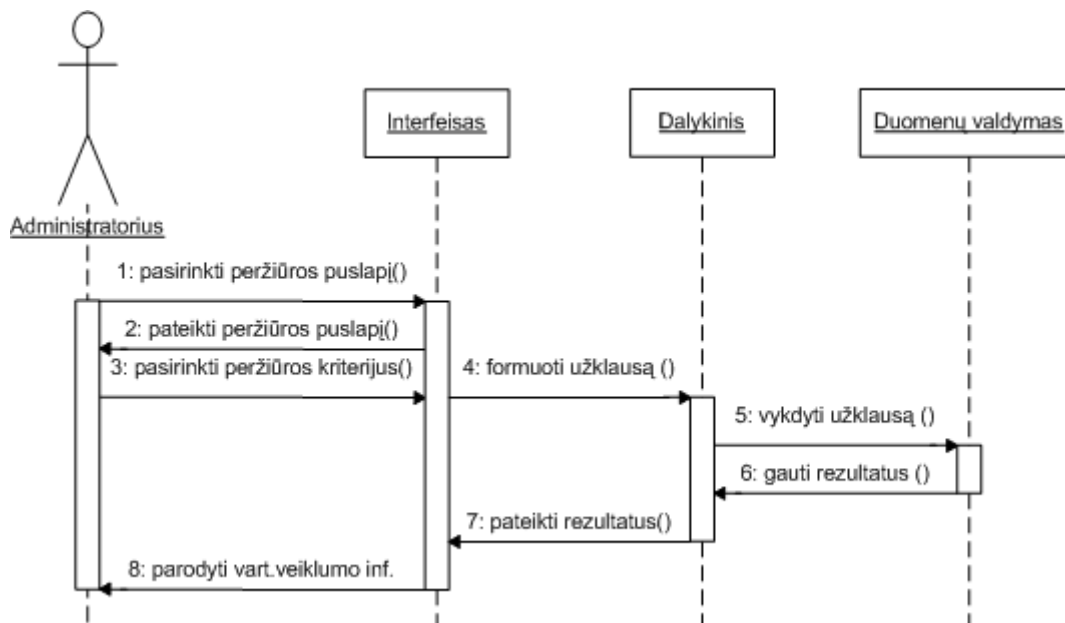 Interfeisas
Dalykinis
Duomenų valdymas
Administratorius
1: pasirinkti peržiūros puslapį()
2: pateikti peržiūros puslapį()
3: pasirinkti peržiūros kriterijus()
4: formuoti užklausą ()
5: vykdyti užklausą ()
6: gauti rezultatus ()
7: pateikti rezultatus()
8: parodyti vart.veiklumo inf.